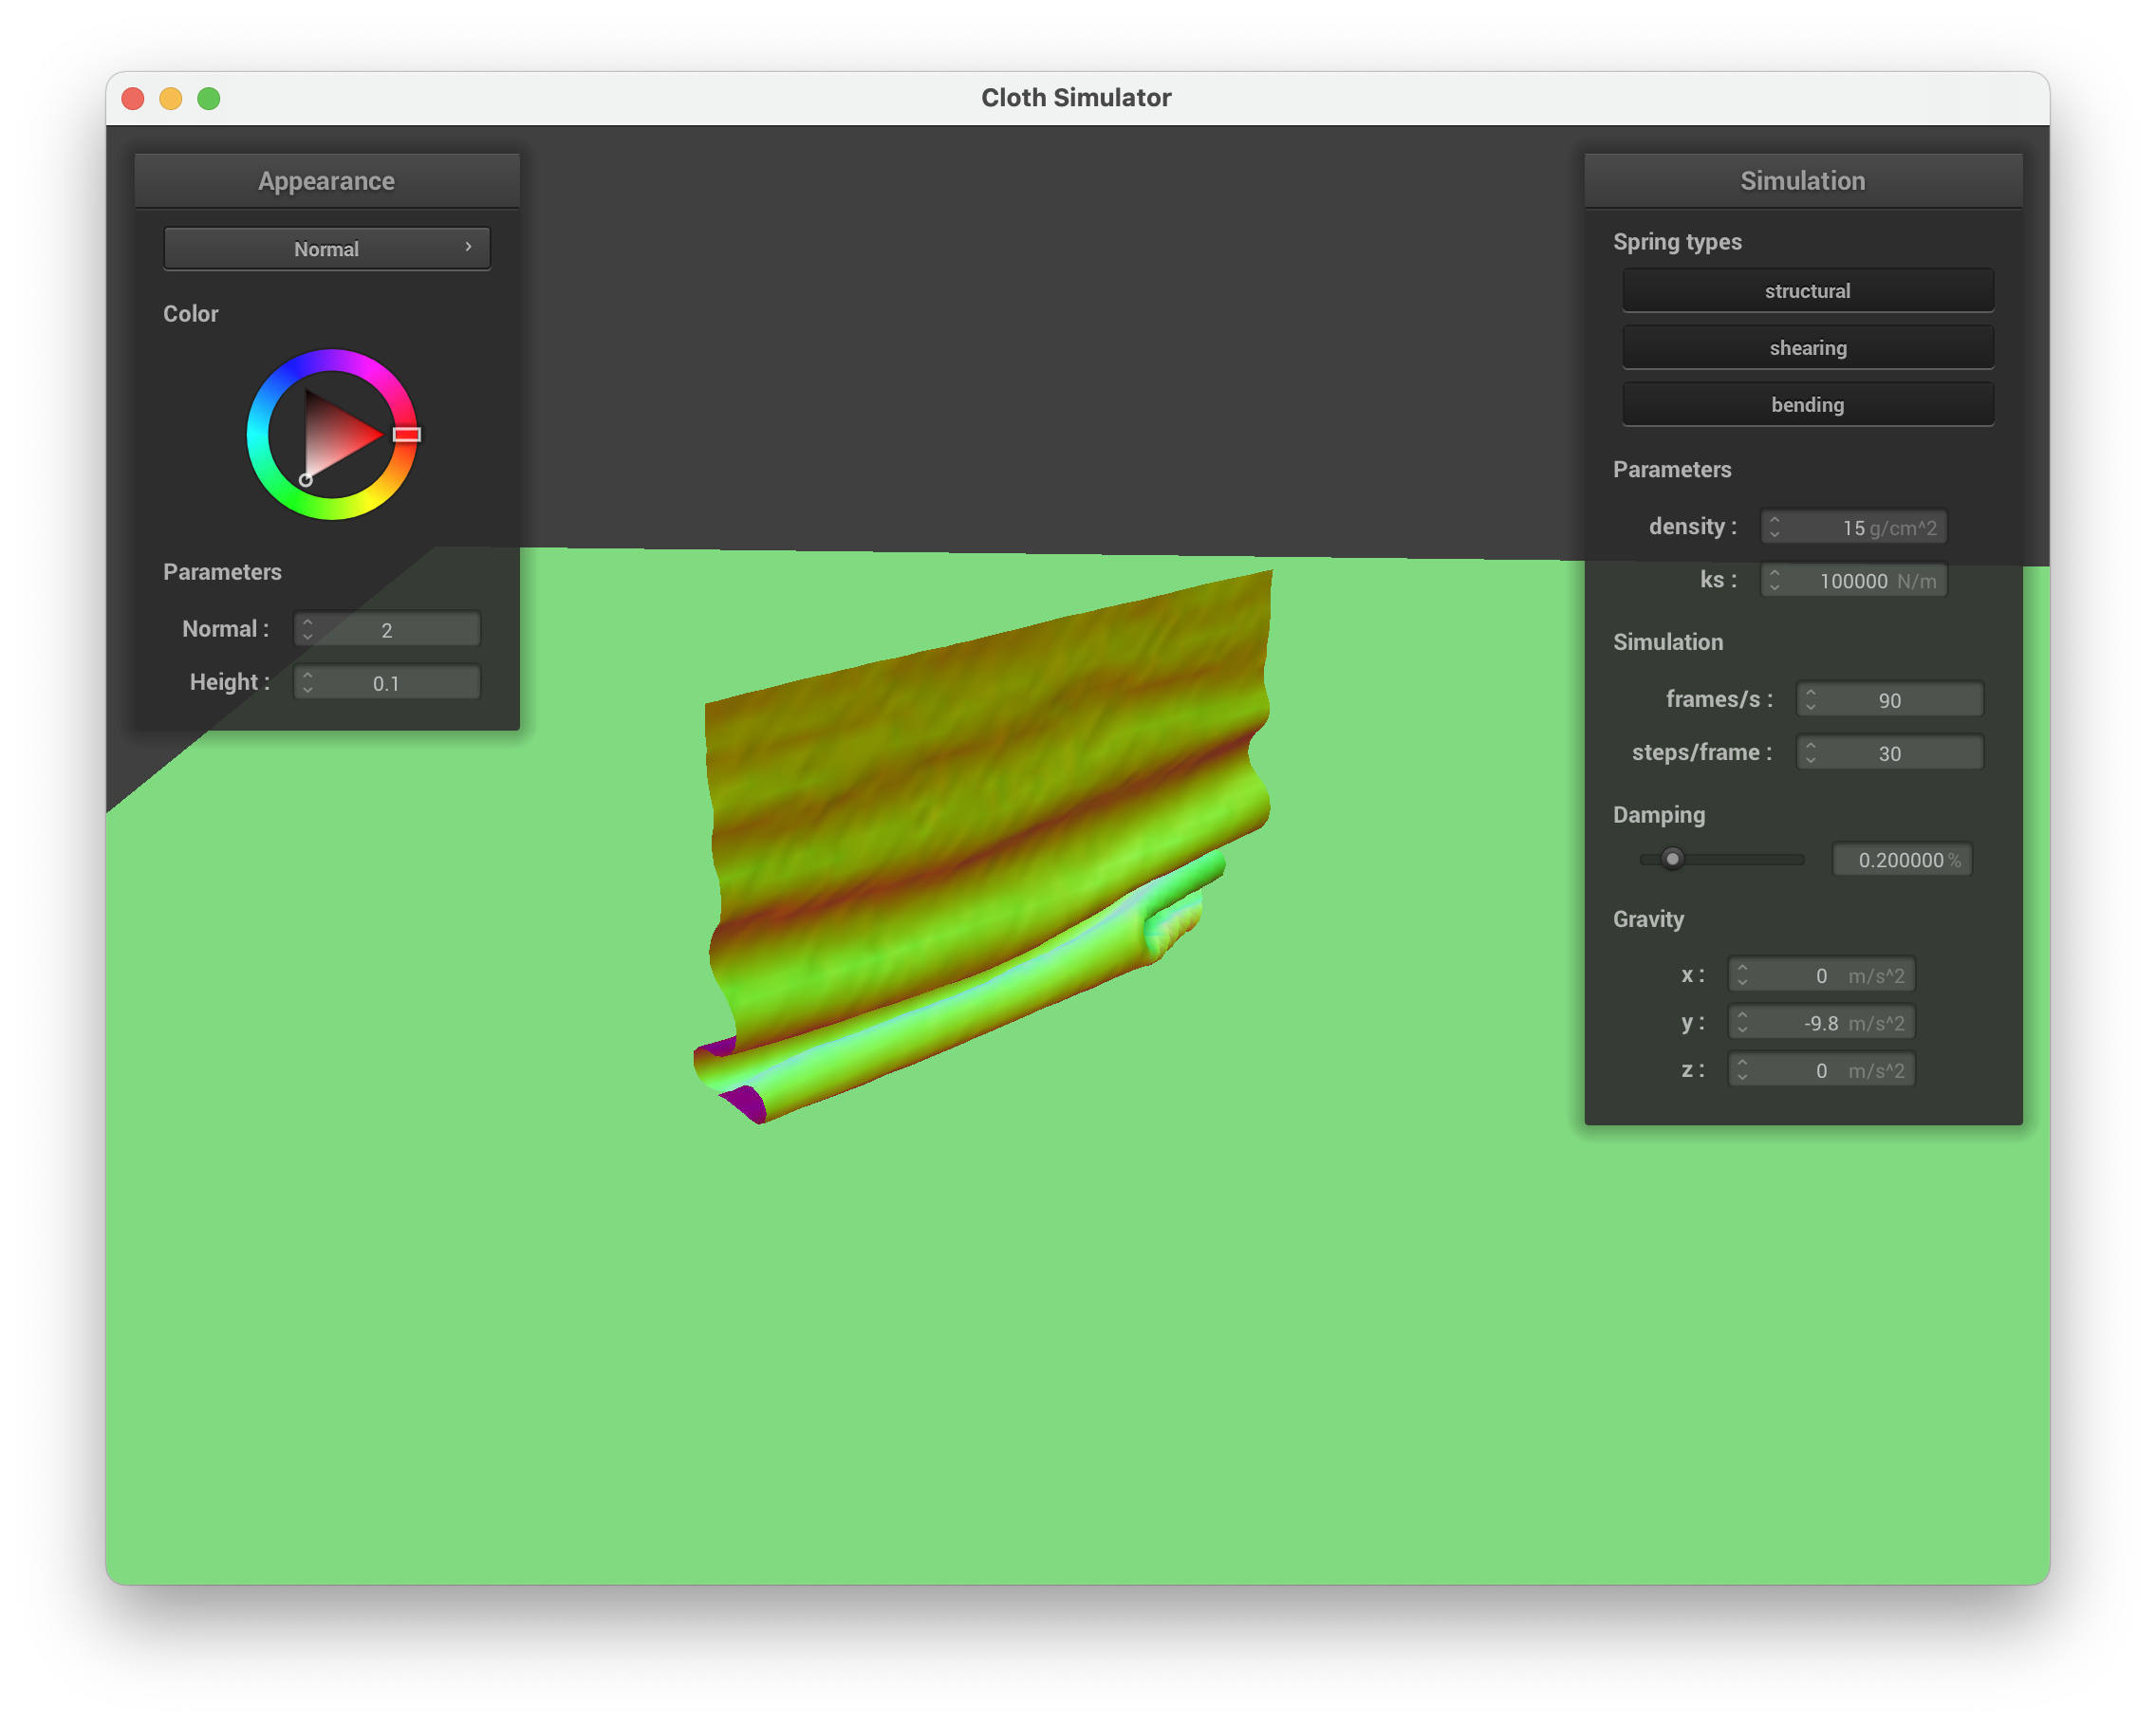 Cloth Simulator
Appearance
Normal
Color
Parameters
Normal : 2
Height : 0.1
Simulation
Spring types
structural
shearing
bending
Parameters
density : 15 g/cm^2
ks : 100000 N/m
Simulation
frames/s : 90
steps/frame : 30
Damping
0.200000 %
Gravity
x : 0 m/s^2
y : -9.8 m/s^2
z : 0 m/s^2